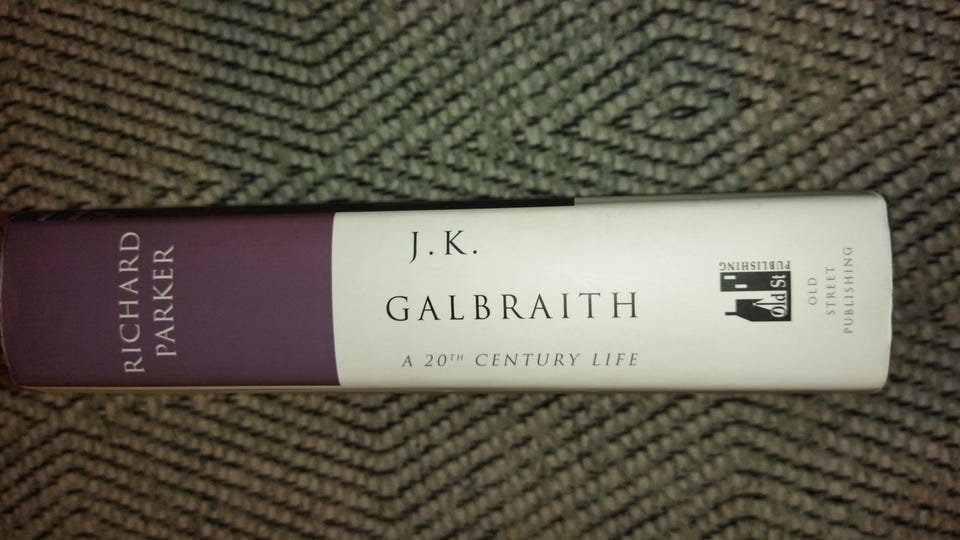 RICHARD
PARKER
J.K.
GALBRAITH
A 20TH CENTURY LIFE
Old St
PUBLISHING
OLD
STREET
PUBLISHING